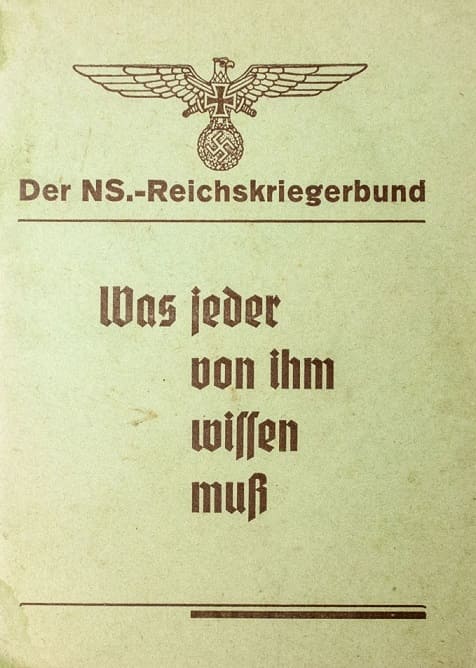 Der NS.-Reichskriegerbund
Was jeder
von ihm
wissen
muß